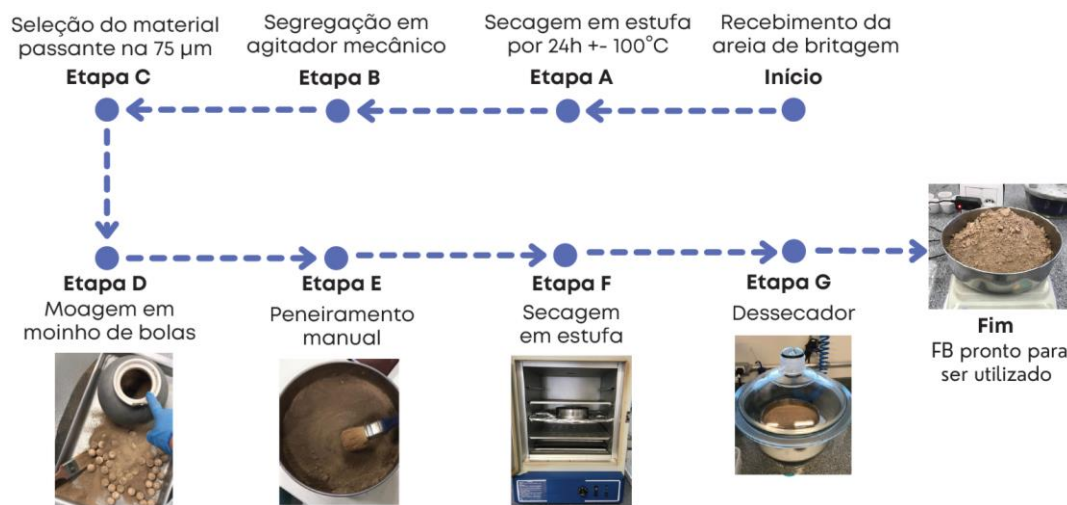 Seleção do material
passante na 75 µm
Etapa C
Segregação em
agitador mecânico
Etapa B
Secagem em estufa
por 24h +- 100°C
Etapa A
Recebimento da
areia de britagem
Início
Etapa D
Moagem em
moinho de bolas
Etapa E
Peneiramento
manual
Etapa F
Secagem
em estufa
Etapa G
Dessecador
Fim
FB pronto para
ser utilizado